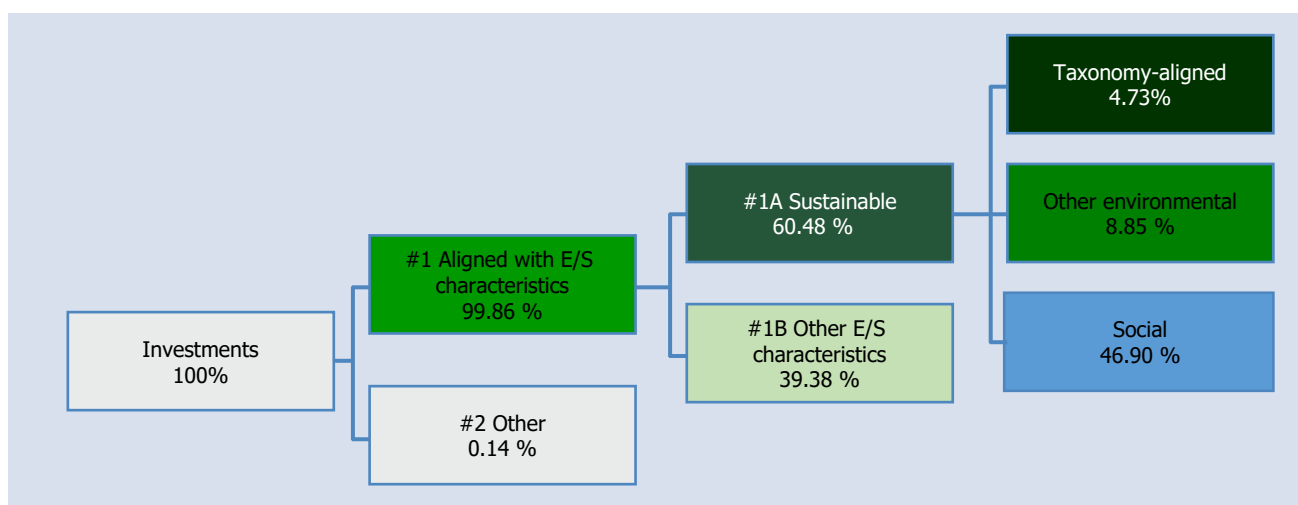 Investments
100%
#1 Aligned with E/S
characteristics
99.86 %
#2 Other
0.14 %
#1A Sustainable
60.48 %
#1B Other E/S
characteristics
39.38 %
Taxonomy-aligned
4.73%
Other environmental
8.85 %
Social
46.90 %